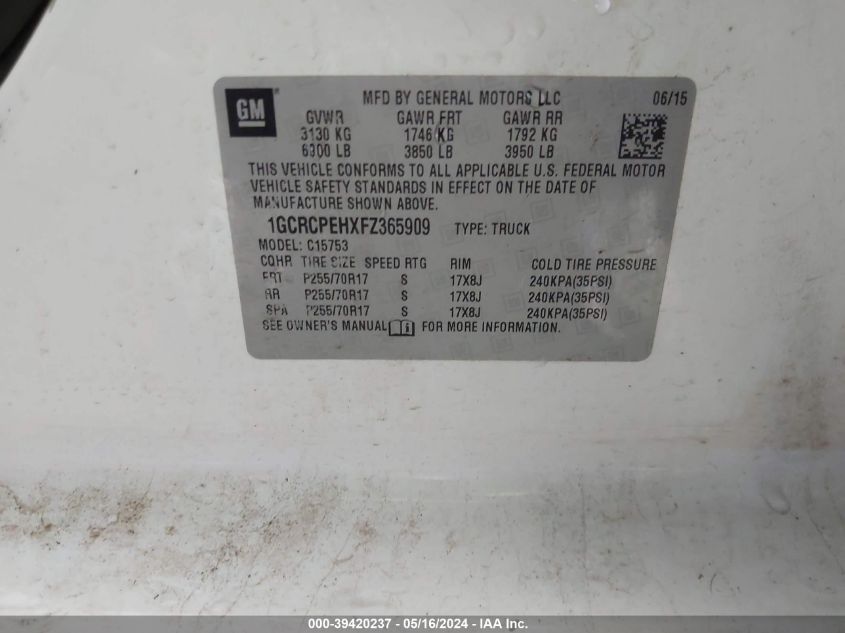 GM
MFD BY GENERAL MOTORS LLC 06/15
GVWR GAWR FRT GAWR RR
3130 KG 1746 KG 1792 KG
6900 LB 3850 LB 3950 LB
THIS VEHICLE CONFORMS TO ALL APPLICABLE U.S. FEDERAL MOTOR
VEHICLE SAFETY STANDARDS IN EFFECT ON THE DATE OF
MANUFACTURE SHOWN ABOVE.
1GCRCPEHXFZ365909 TYPE: TRUCK
MODEL: C15753
TIRE SIZE SPEED RTG RIM COLD TIRE PRESSURE
FRT P255/70R17 S 17X8J 240KPA(35PSI)
RR P255/70R17 S 17X8J 240KPA(35PSI)
SPA P255/70R17 S 17X8J 240KPA(35PSI)
SEE OWNER'S MANUAL FOR MORE INFORMATION.
000-39420237 - 05/16/2024 - IAA Inc.